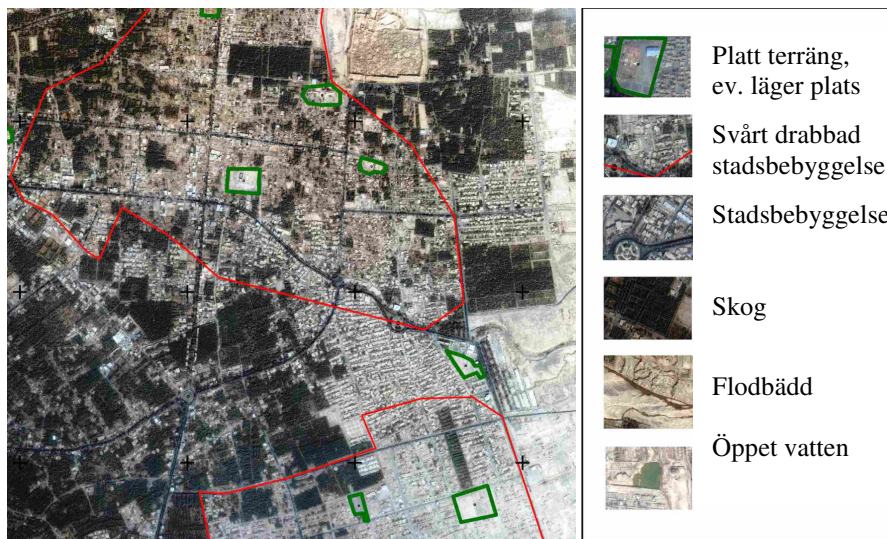 Platt terräng,
ev. läger plats
Svårt drabbad
stadsbebyggelse
Stadsbebyggelse
Skog
Flodbädd
Öppet vatten